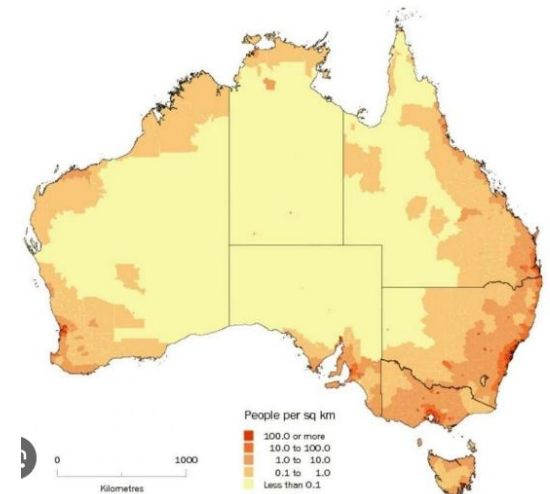 People per sq km
100.0 or more
10.0 to 100.0
1.0 to 10.0
0.1 to 1.0
Less than 0.1
0 1000
Kilometres